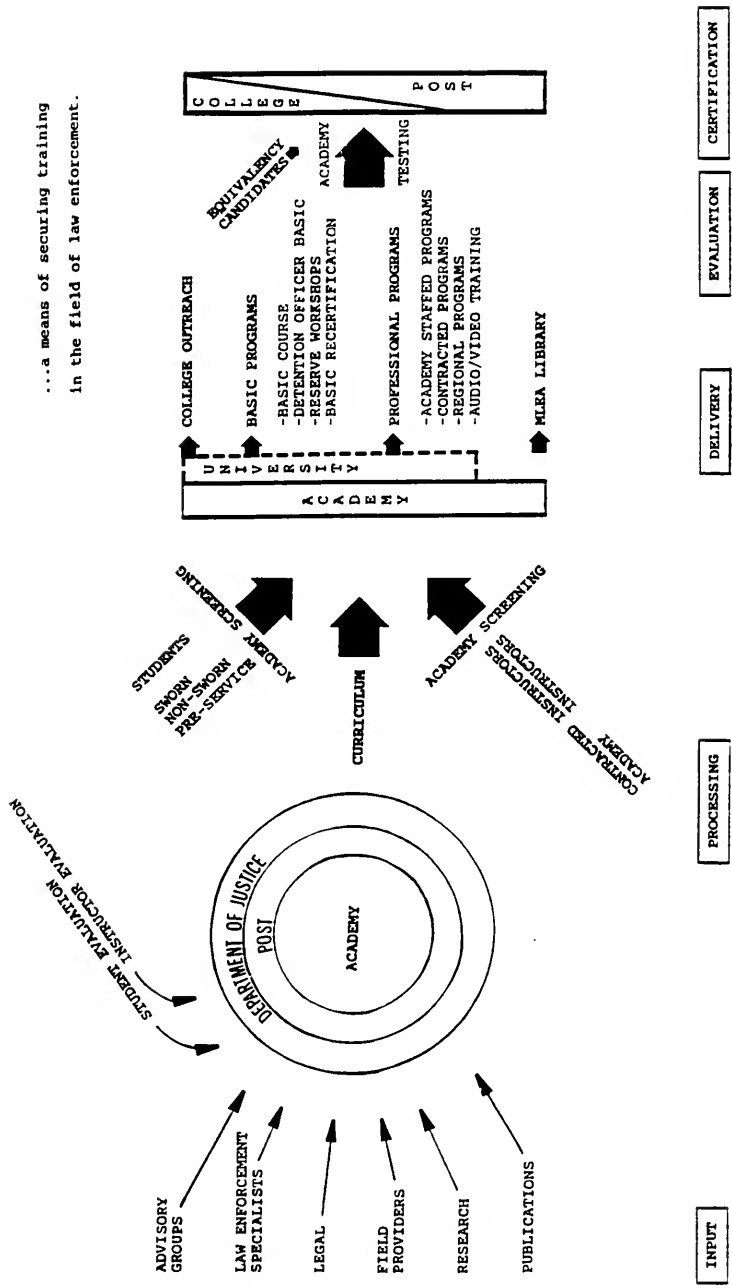 ...a means of securing training
in the field of law enforcement.
STUDENT EVALUATION
INSTRUCTOR EVALUATION
ADVISORY
GROUPS
LAW ENFORCEMENT
SPECIALISTS
LEGAL
FIELD
PROVIDERS
RESEARCH
PUBLICATIONS
DEPARTMENT OF JUSTICE
POST
ACADEMY
STUDENTS
SWORN
NON-SWORN
PRE-SERVICE
ACADEMY SCREENING
CURRICULUM
ACADEMY SCREENING
CONTRACTED INSTRUCTORS
ACADEMY INSTRUCTORS
ACADEMY
UNIVERSITY
COLLEGE OUTREACH
BASIC PROGRAMS
-BASIC COURSE
-DETENTION OFFICER BASIC
-RESERVE WORKSHOPS
-BASIC RECERTIFICATION
PROFESSIONAL PROGRAMS
-ACADEMY STAFFED PROGRAMS
-CONTRACTED PROGRAMS
-REGIONAL PROGRAMS
-AUDIO/VIDEO TRAINING
MLEA LIBRARY
EQUIVALENCY
CANDIDATES
ACADEMY
TESTING
COLLEGE
POST
INPUT
PROCESSING
DELIVERY
EVALUATION
CERTIFICATION